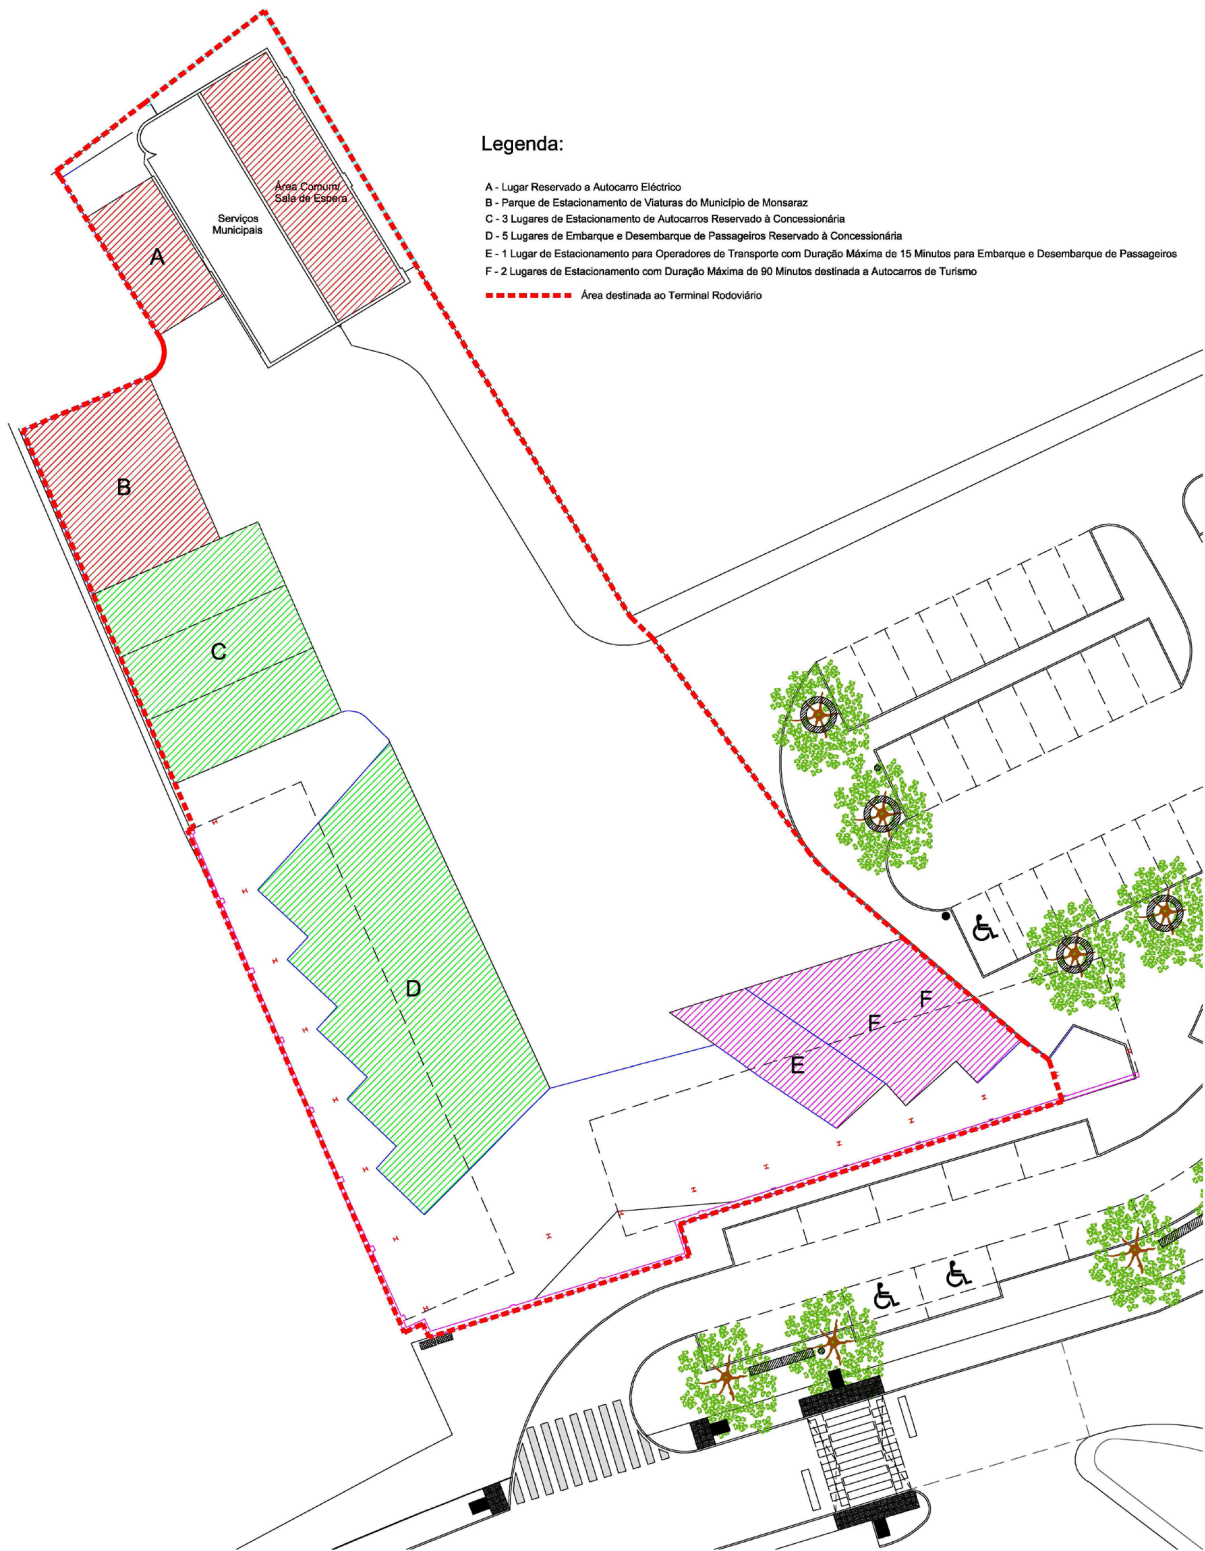 Legenda:
A - Lugar Reservado a Autocarro Eléctrico
B - Parque de Estacionamento de Viaturas do Município de Monsaraz
C - 3 Lugares de Estacionamento de Autocarros Reservado à Concessionária
D - 5 Lugares de Embarque e Desembarque de Passageiros Reservado à Concessionária
E - 1 Lugar de Estacionamento para Operadores de Transporte com Duração Máxima de 15 Minutos para Embarque e Desembarque de Passageiros
F - 2 Lugares de Estacionamento com Duração Máxima de 90 Minutos destinada a Autocarros de Turismo
Área destinada ao Terminal Rodoviário
Área Comum/
Sala de Espera
Serviços
Municipais
A
B
C
D
F
F
E